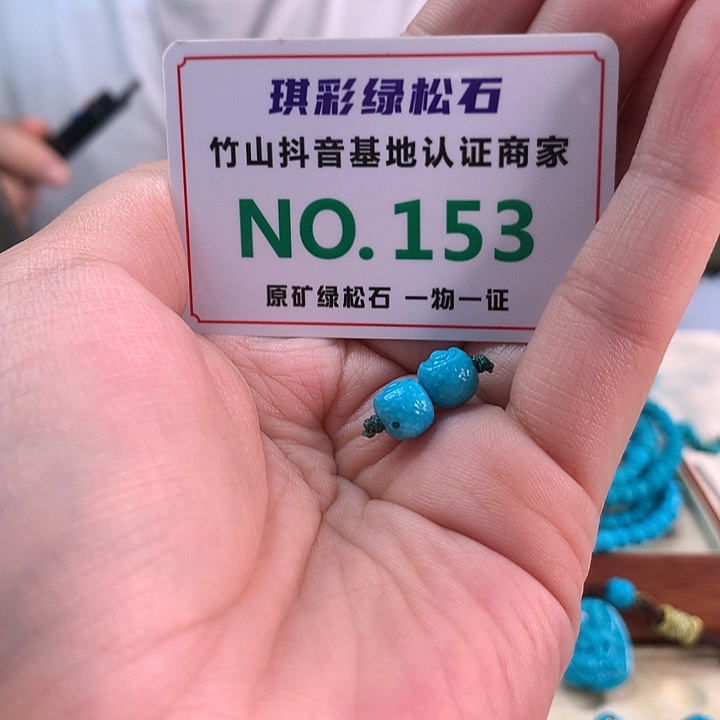 琪彩绿松石
竹山抖音基地认证商家
NO.153
原矿绿松石 一物一证